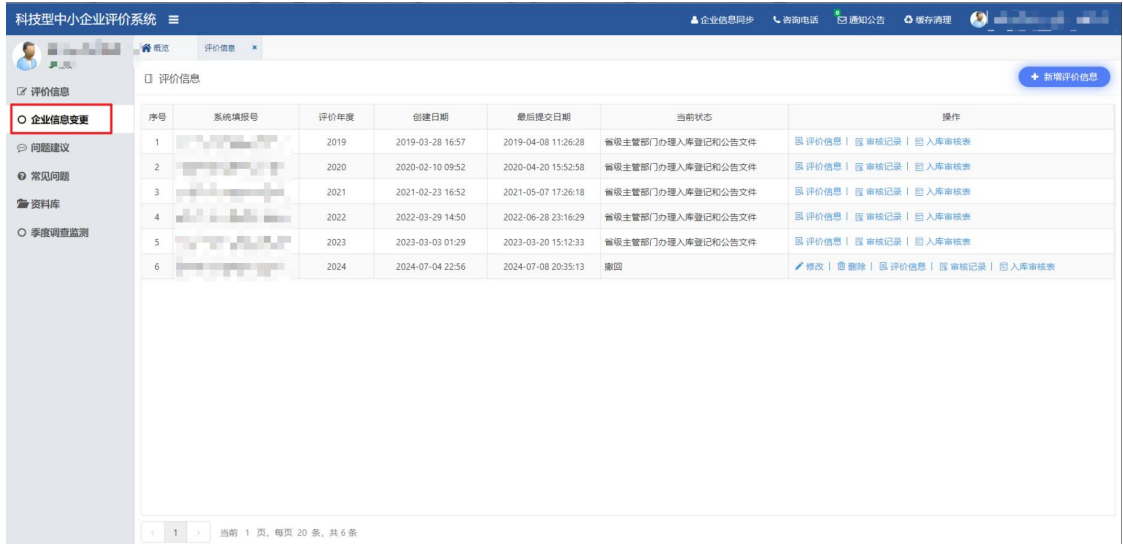 科技型中小企业评价系统
企业信息同步 咨询电话 0 通知公告 缓存清理
概览 评价信息 ×
评价信息
企业信息变更
问题建议
常见问题
资料库
季度调查监测
评价信息 + 新增评价信息
序号 系统填报号 评价年度 创建日期 最后提交日期 当前状态 操作
1 2019 2019-03-28 16:57 2019-04-08 11:26:28 省级主管部门办理入库登记和公告文件 评价信息 | 审核记录 | 入库审核表
2 2020 2020-02-10 09:52 2020-04-20 15:52:58 省级主管部门办理入库登记和公告文件 评价信息 | 审核记录 | 入库审核表
3 2021 2021-02-23 16:52 2021-05-07 17:26:18 省级主管部门办理入库登记和公告文件 评价信息 | 审核记录 | 入库审核表
4 2022 2022-03-29 14:50 2022-06-28 23:16:29 省级主管部门办理入库登记和公告文件 评价信息 | 审核记录 | 入库审核表
5 2023 2023-03-03 01:29 2023-03-20 15:12:33 省级主管部门办理入库登记和公告文件 评价信息 | 审核记录 | 入库审核表
6 2024 2024-07-04 22:56 2024-07-08 20:35:13 撤回 修改 | 删除 | 评价信息 | 审核记录 | 入库审核表
< 1 > 当前 1 页, 每页 20 条, 共 6 条